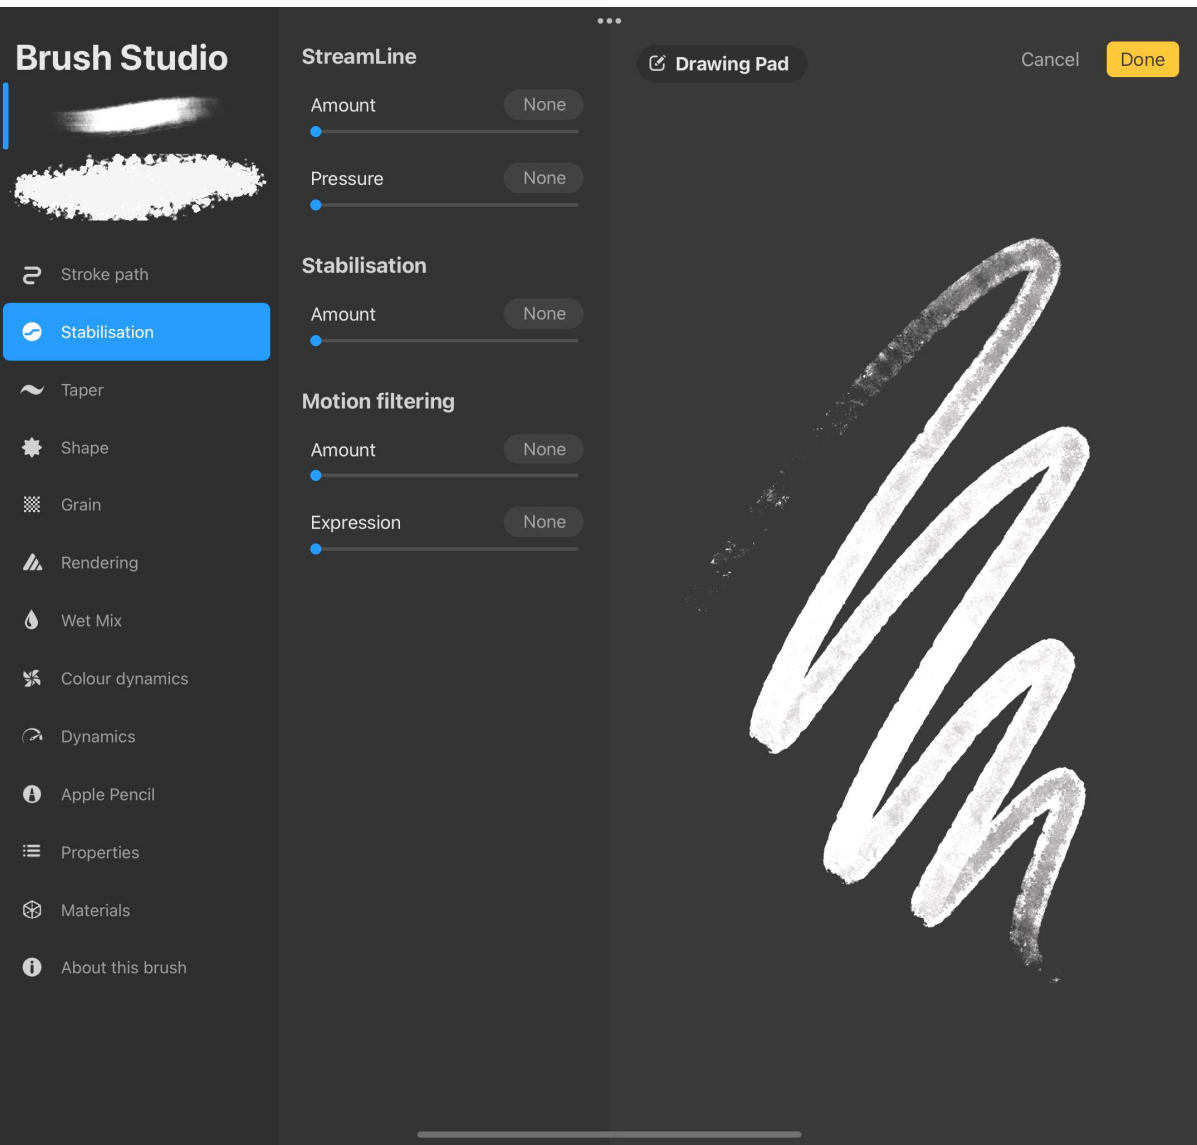 Brush Studio
Stroke path
Stabilisation
Taper
Shape
Grain
Rendering
Wet Mix
Colour dynamics
Dynamics
Apple Pencil
Properties
Materials
About this brush
StreamLine
Amount None
Pressure None
Stabilisation
Amount None
Motion filtering
Amount None
Expression None
Drawing Pad
Cancel
Done